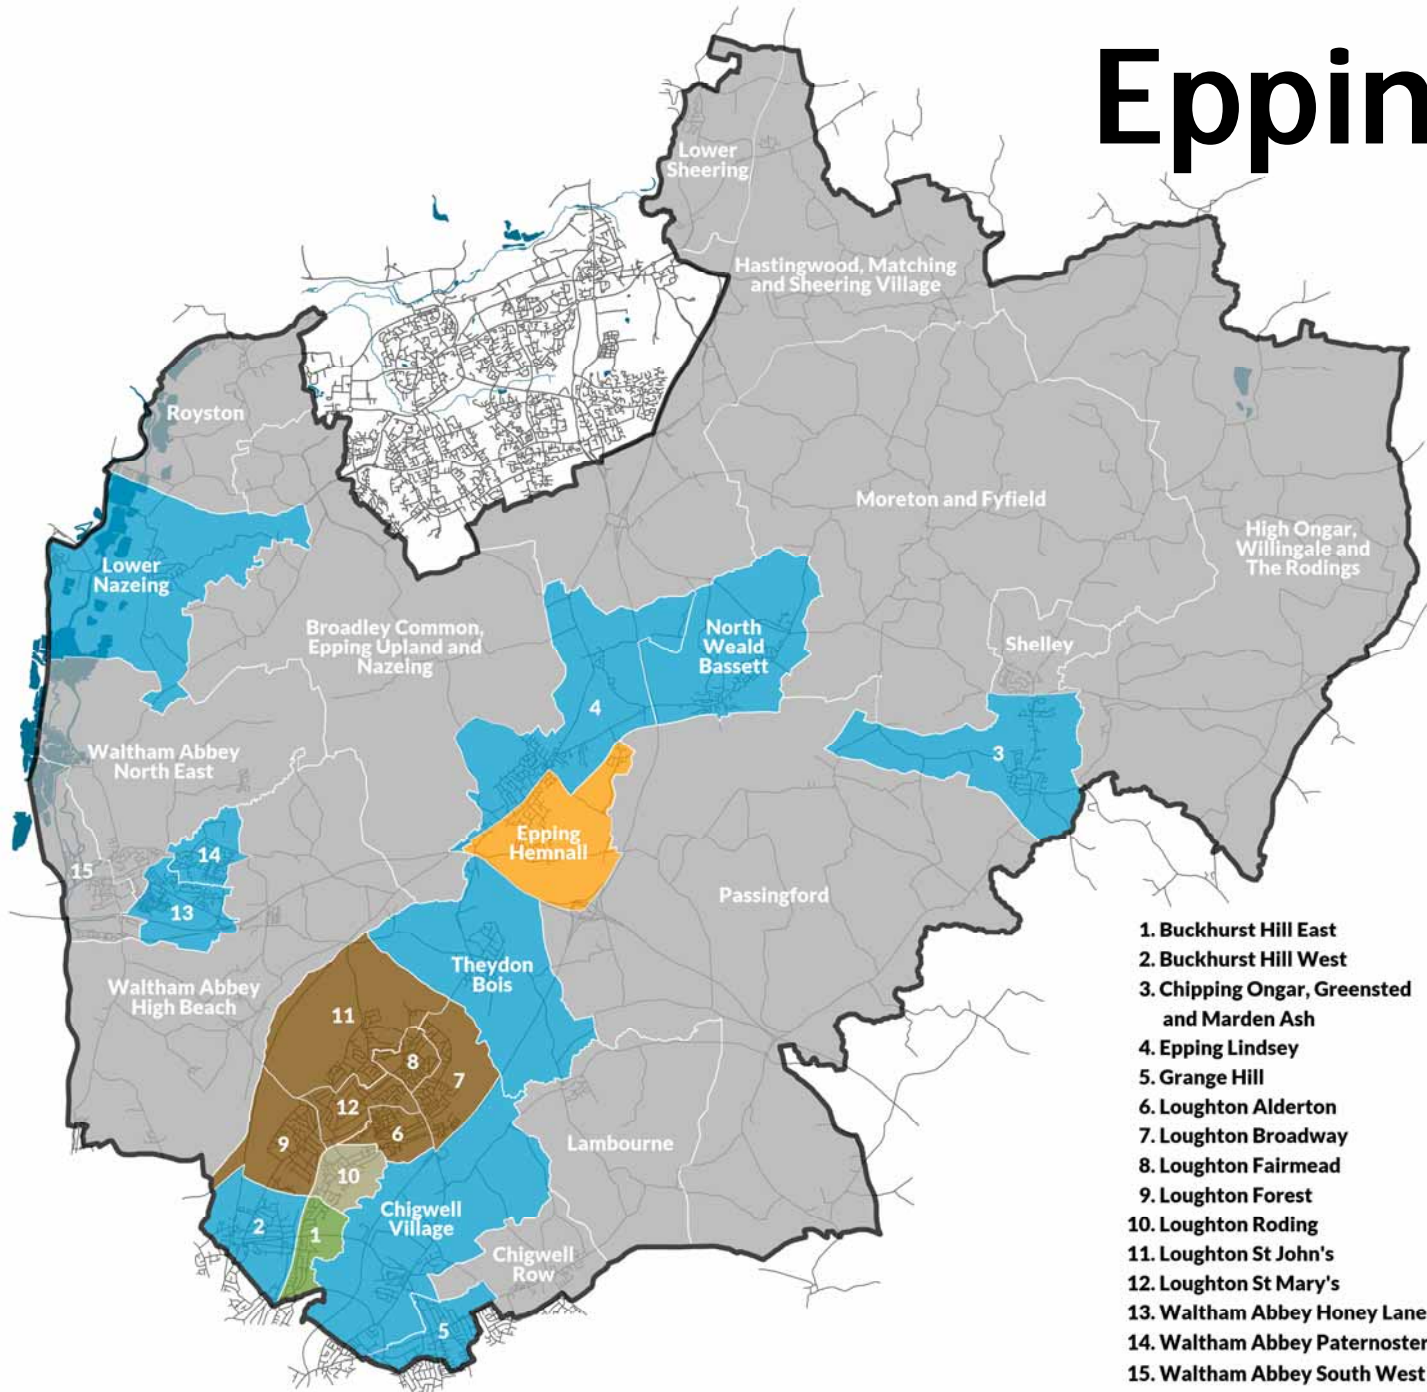 Eppin
Lower
Sheering
Hastingwood, Matching
and Sheering Village
Royston
Moreton and Fyfield
High Ongar,
Willingale and
The Rodings
Lower
Nazeing
Broadley Common,
Epping Upland and
Nazeing
North
Weald
Bassett
Shelley
4
3
Waltham Abbey
North East
Epping
Hemnall
15
14
13
Passingford
Theydon
Bois
Waltham Abbey
High Beach
11
8
7
12
6
9
10
Lambourne
Chigwell
Village
2
1
Chigwell
Row
5
1. Buckhurst Hill East
2. Buckhurst Hill West
3. Chipping Ongar, Greensted
and Marden Ash
4. Epping Lindsey
5. Grange Hill
6. Loughton Alderton
7. Loughton Broadway
8. Loughton Fairmead
9. Loughton Forest
10. Loughton Roding
11. Loughton St John's
12. Loughton St Mary's
13. Waltham Abbey Honey Lane
14. Waltham Abbey Paternoster
15. Waltham Abbey South West